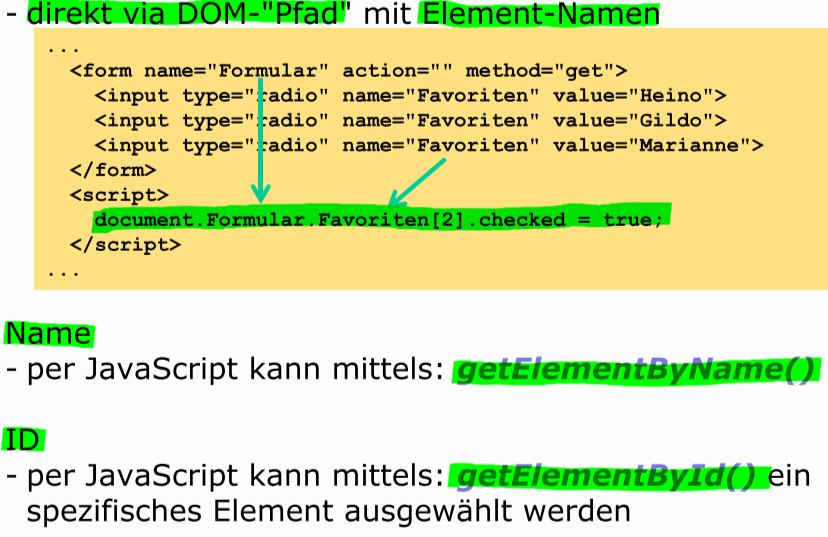 - direkt via DOM-"Pfad" mit Element-Namen
...
<form name="Formular" action="" method="get">
<input type="radio" name="Favoriten" value="Heino">
<input type="radio" name="Favoriten" value="Gildo">
<input type="radio" name="Favoriten" value="Marianne">
</form>
<script>
document.Formular.Favoriten[2].checked = true;
</script>
...
Name
- per JavaScript kann mittels: getElementByName()
ID
- per JavaScript kann mittels: getElementById() ein
spezifisches Element ausgewählt werden